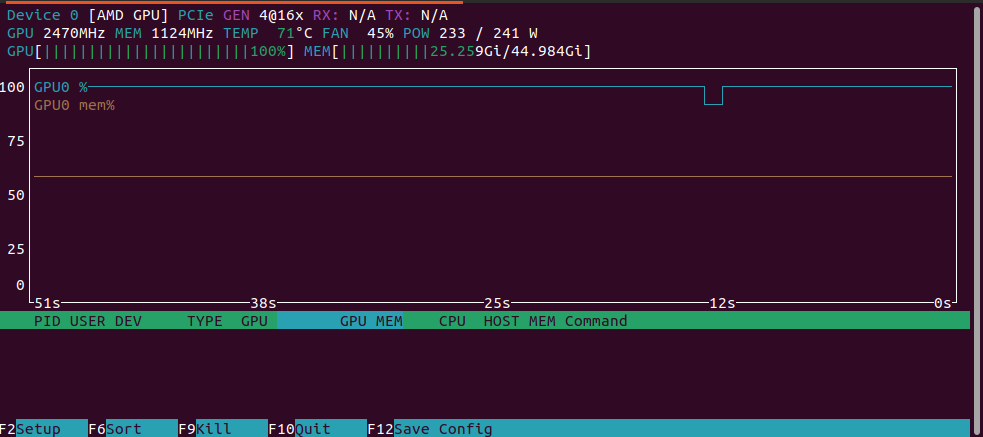 Device 0 [AMD GPU] PCIe GEN 4@16x RX: N/A TX: N/A
GPU 2470MHz MEM 1124MHz TEMP  71°C FAN  45% POW 233 / 241 W
GPU[|||||||||||||||||||||||100%] MEM[||||||||||25.259Gi/44.984Gi]
100 GPU0 %
GPU0 mem%
75
50
25
0
51s 38s 25s 12s 0s
PID USER DEV TYPE GPU GPU MEM CPU HOST MEM Command
F2Setup F6Sort F9Kill F10Quit F12Save Config